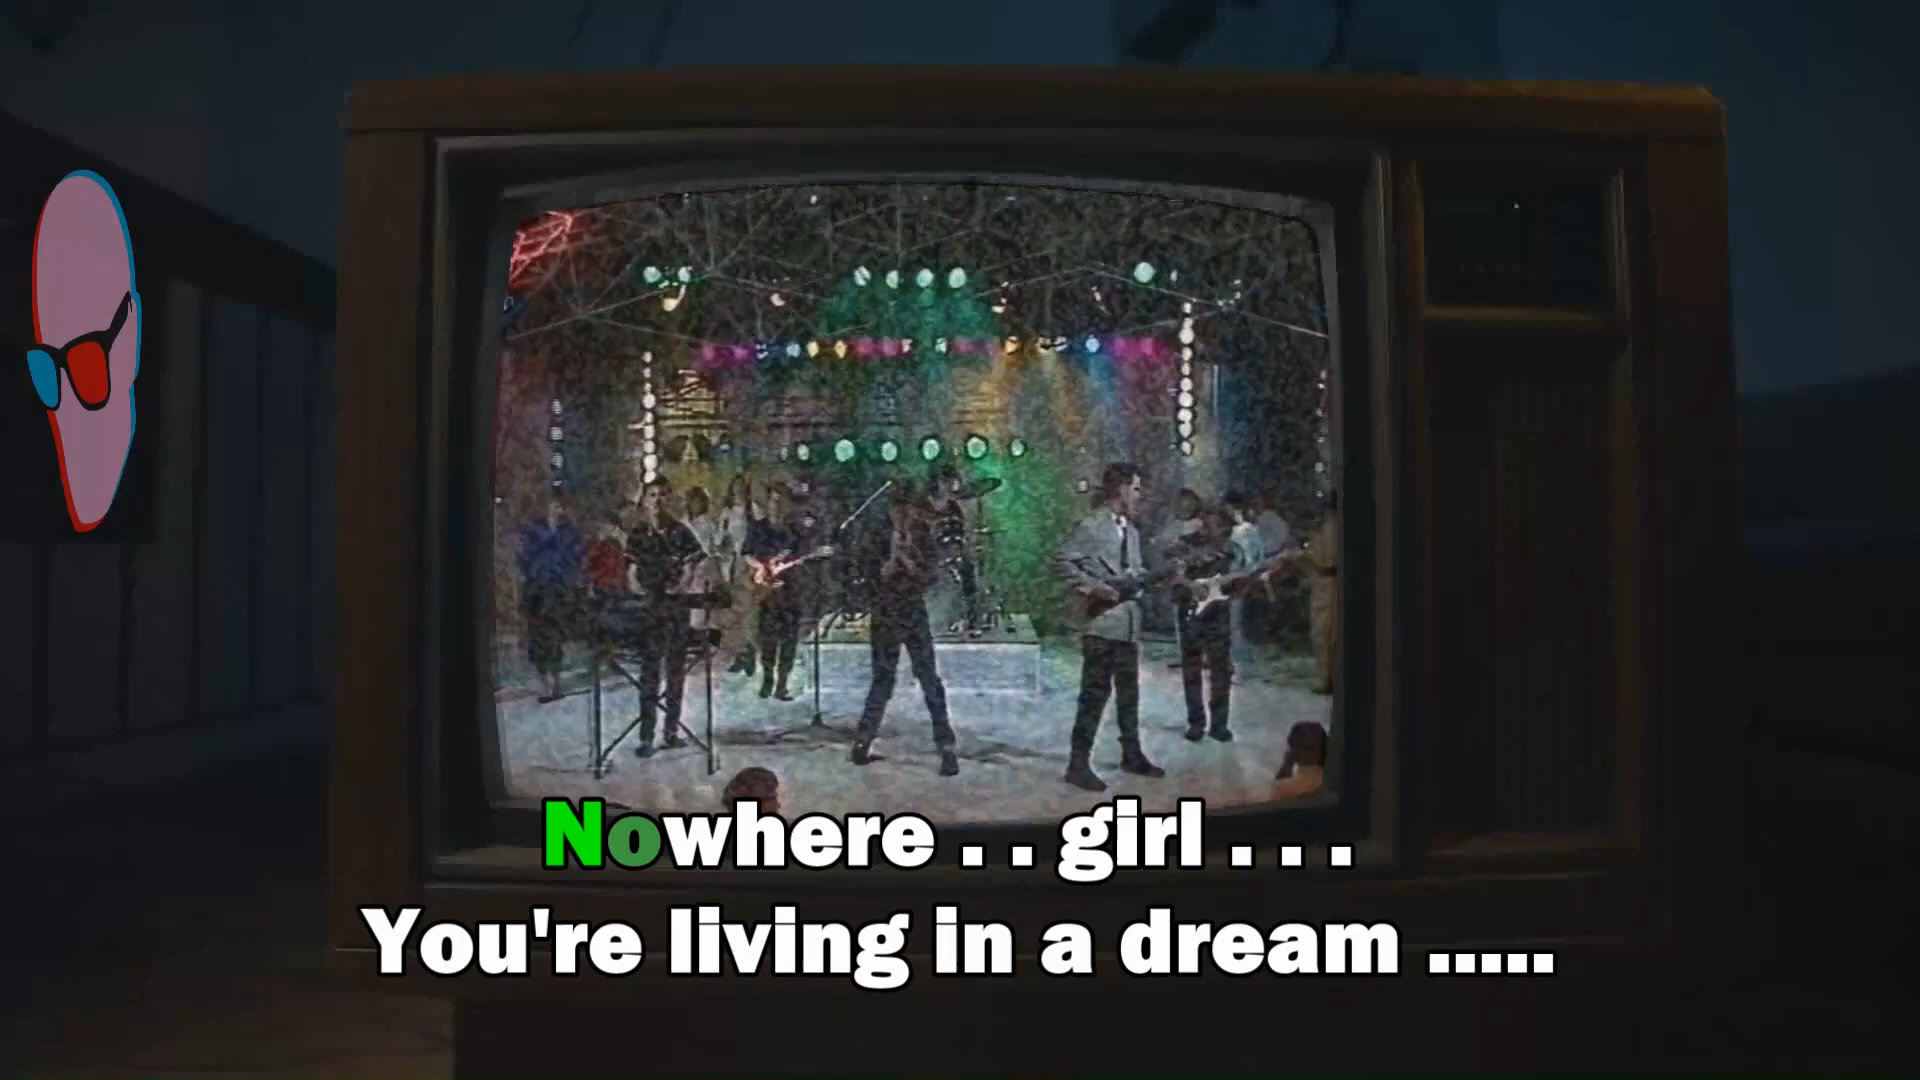 Nowhere . . girl . . .
You're living in a dream .....